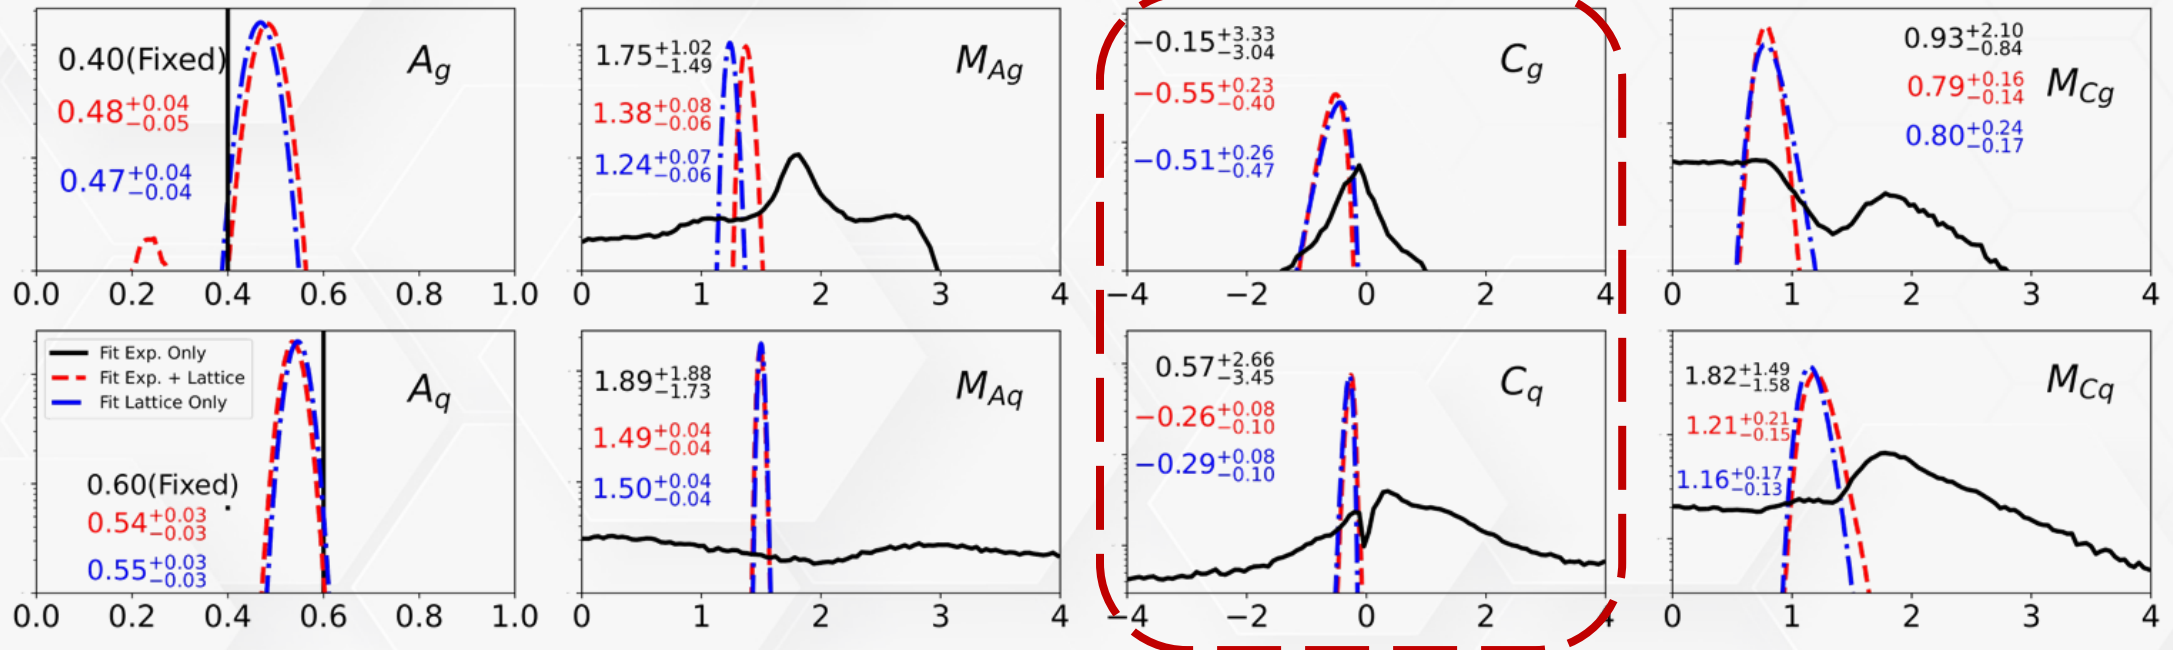 0.40(Fixed)
A_g
0.48^{+0.04}_{-0.05}
0.47^{+0.04}_{-0.04}
0.0 0.2 0.4 0.6 0.8 1.0
1.75^{+1.02}_{-1.49}
M_{Ag}
1.38^{+0.08}_{-0.06}
1.24^{+0.07}_{-0.06}
0 1 2 3 4
−0.15^{+3.33}_{-3.04}
C_g
−0.55^{+0.23}_{-0.40}
−0.51^{+0.26}_{-0.47}
−4 −2 0 2 4
0.93^{+2.10}_{-0.84}
0.79^{+0.16}_{-0.14}
M_{Cg}
0.80^{+0.24}_{-0.17}
0 1 2 3 4
Fit Exp. Only
Fit Exp. + Lattice
Fit Lattice Only
A_q
0.60(Fixed)
0.54^{+0.03}_{-0.03}
0.55^{+0.03}_{-0.03}
0.0 0.2 0.4 0.6 0.8 1.0
1.89^{+1.88}_{-1.73}
M_{Aq}
1.49^{+0.04}_{-0.04}
1.50^{+0.04}_{-0.04}
0 1 2 3 4
0.57^{+2.66}_{-3.45}
C_q
−0.26^{+0.08}_{-0.10}
−0.29^{+0.08}_{-0.10}
−4 −2 0 2 4
1.82^{+1.49}_{-1.58}
M_{Cq}
1.21^{+0.21}_{-0.15}
1.16^{+0.17}_{-0.13}
0 1 2 3 4